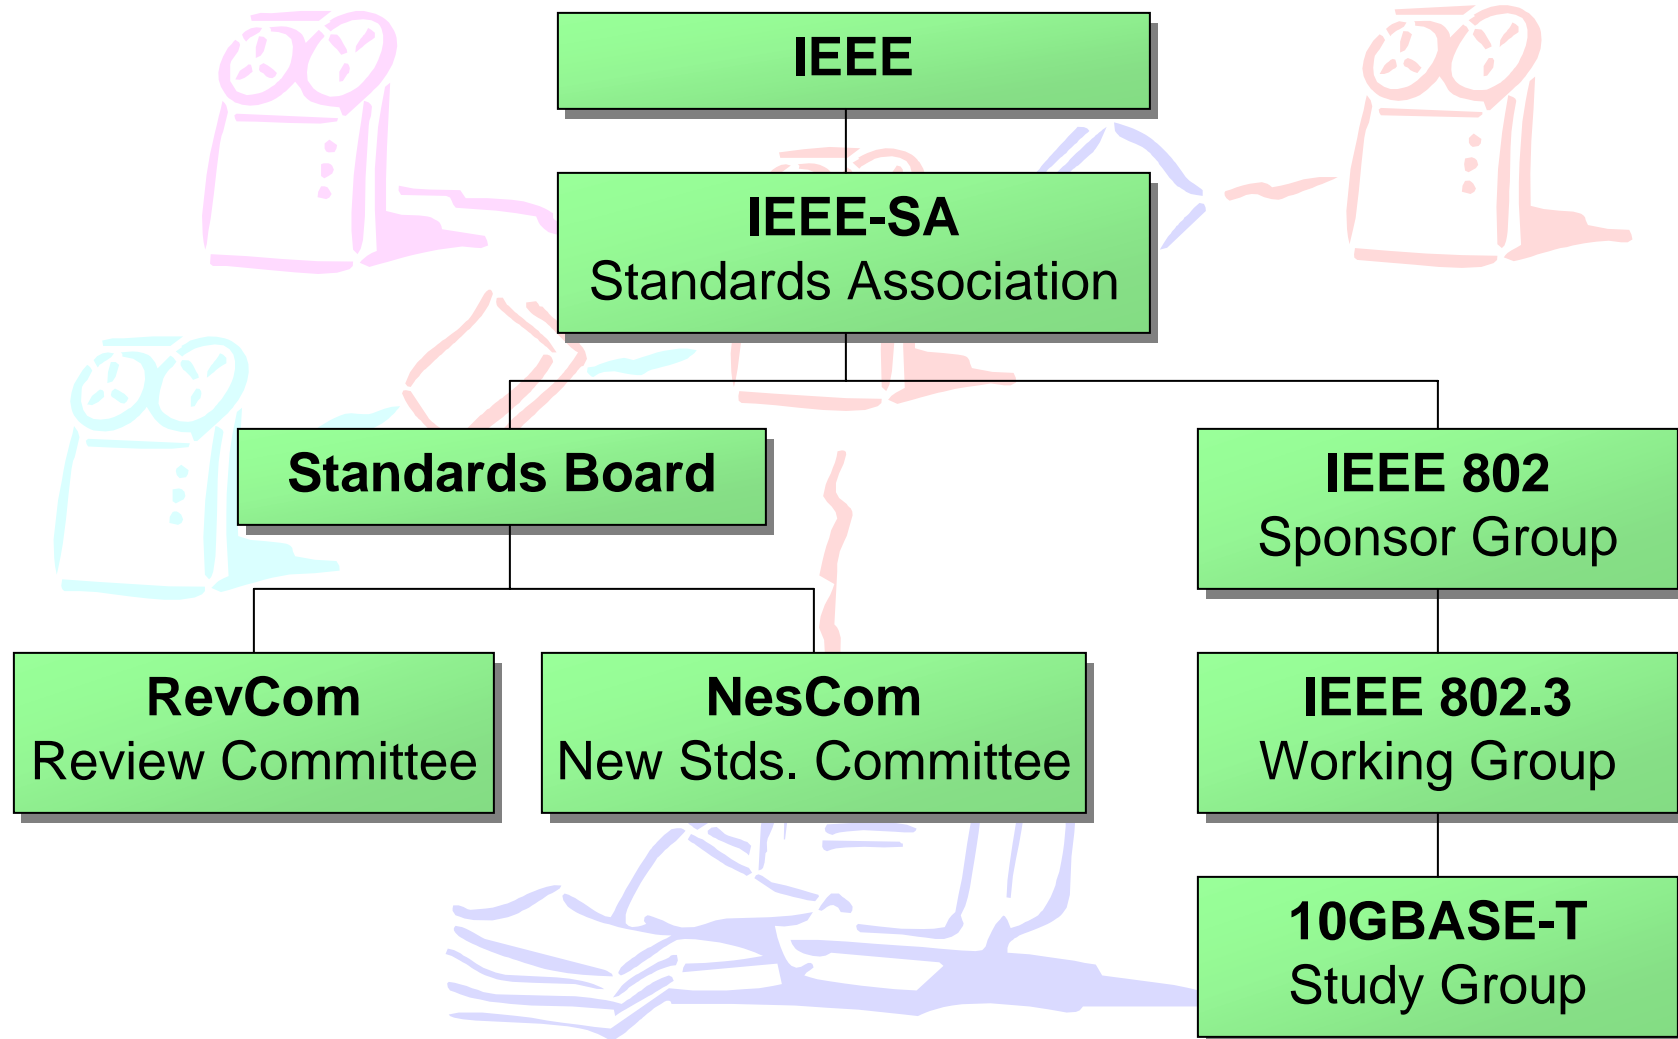 IEEE
IEEE-SA
Standards Association
Standards Board
IEEE 802
Sponsor Group
RevCom
Review Committee
NesCom
New Stds. Committee
IEEE 802.3
Working Group
10GBASE-T
Study Group